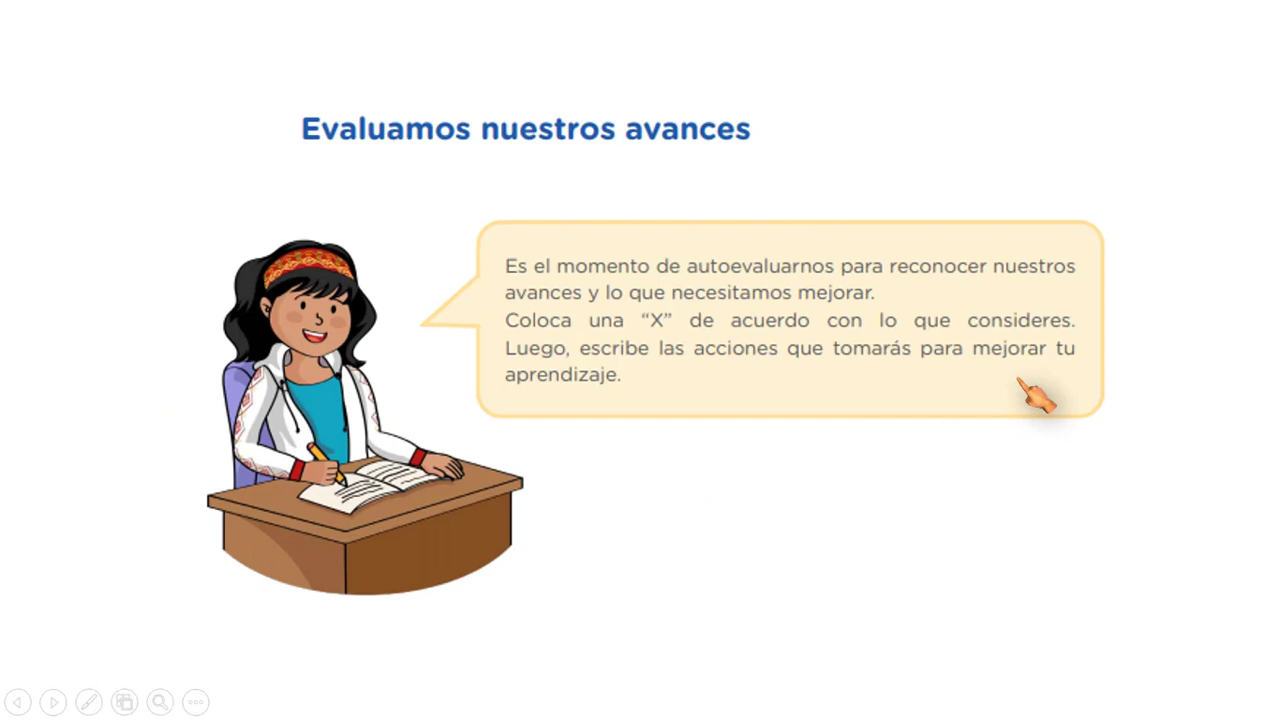 Evaluamos nuestros avances
Es el momento de autoevaluarnos para reconocer nuestros
avances y lo que necesitamos mejorar.
Coloca una “X” de acuerdo con lo que consideres.
Luego, escribe las acciones que tomarás para mejorar tu
aprendizaje.